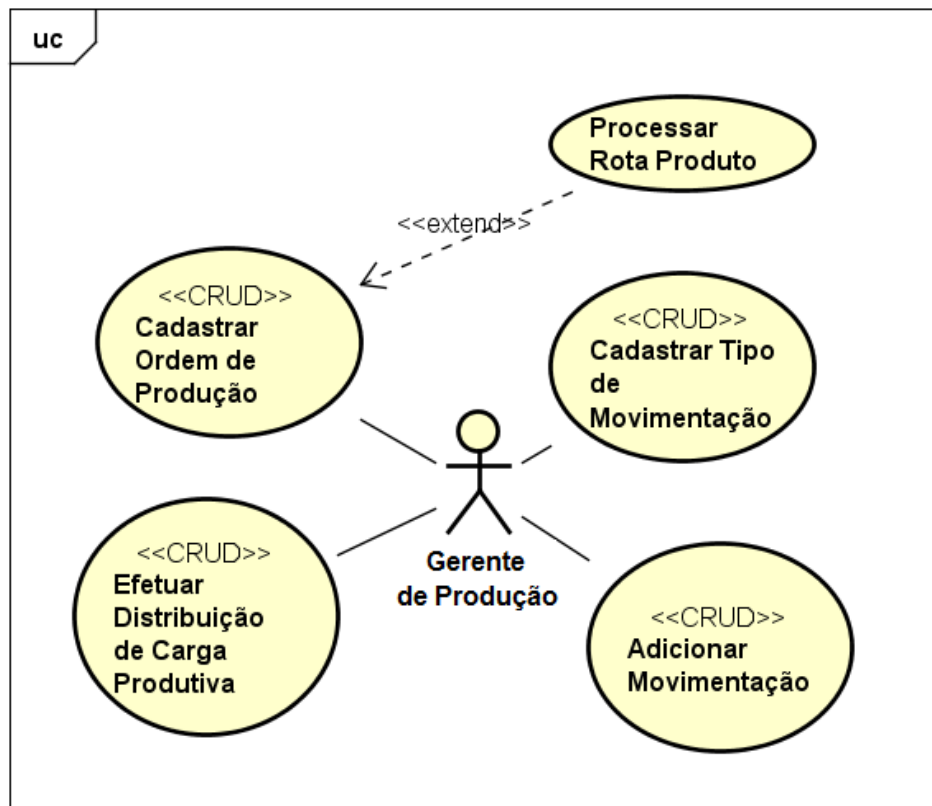 uc
Processar
Rota Produto
<<extend>>
<<CRUD>>
Cadastrar
Ordem de
Produção
<<CRUD>>
Cadastrar Tipo
de
Movimentação
Gerente
de Produção
<<CRUD>>
Efetuar
Distribuição
de Carga
Produtiva
<<CRUD>>
Adicionar
Movimentação